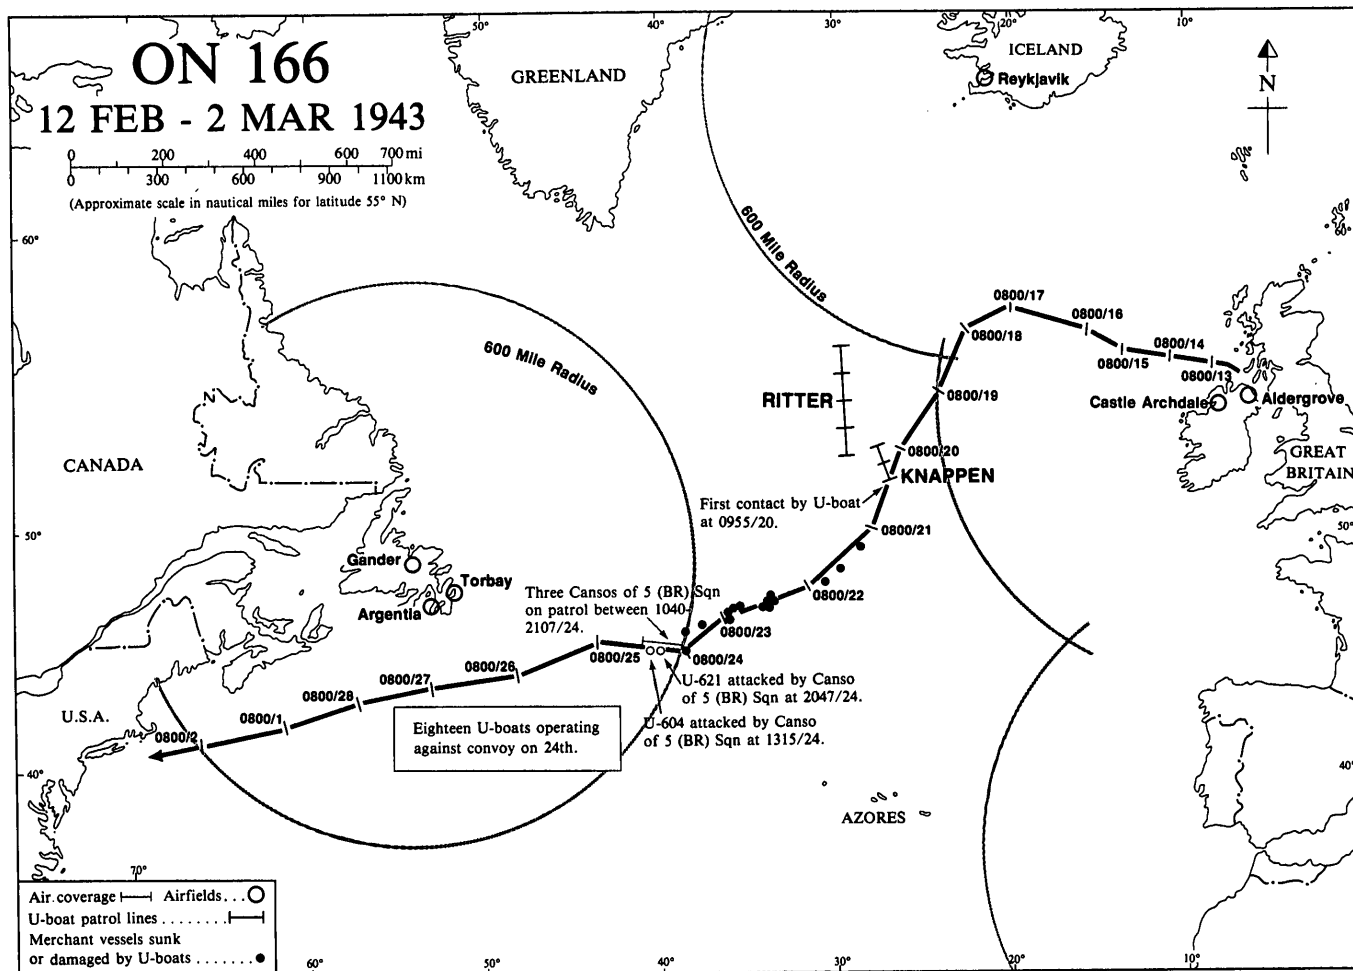 ON 166
12 FEB - 2 MAR 1943
0 200 400 600 700 mi
0 300 600 900 1100 km
(Approximate scale in nautical miles for latitude 55° N)
50°
40°
30°
20°
10°
GREENLAND
ICELAND
Reykjavik
N
60°
60°
600 Mile Radius
600 Mile Radius
0800/17
0800/16
0800/18
0800/14
0800/15
0800/13
0800/19
RITTER
Castle Archdale
Aldergrove
N
CANADA
0800/20
KNAPPEN
GREAT
BRITAIN
First contact by U-boat
at 0955/20.
50°
50°
0800/21
Gander
Torbay
Argentia
Three Cansos of 5 (BR) Sqn
on patrol between 1040-
2107/24.
0800/22
0800/23
0800/24
0800/25
0800/26
0800/27
0800/28
0800/1
0800/2
U.S.A.
U-621 attacked by Canso
of 5 (BR) Sqn at 2047/24.
U-604 attacked by Canso
of 5 (BR) Sqn at 1315/24.
Eighteen U-boats operating
against convoy on 24th.
40°
40°
AZORES
70°
Air coverage Airfields...
U-boat patrol lines ........
Merchant vessels sunk
or damaged by U-boats .......
60°
50°
40°
30°
20°
10°